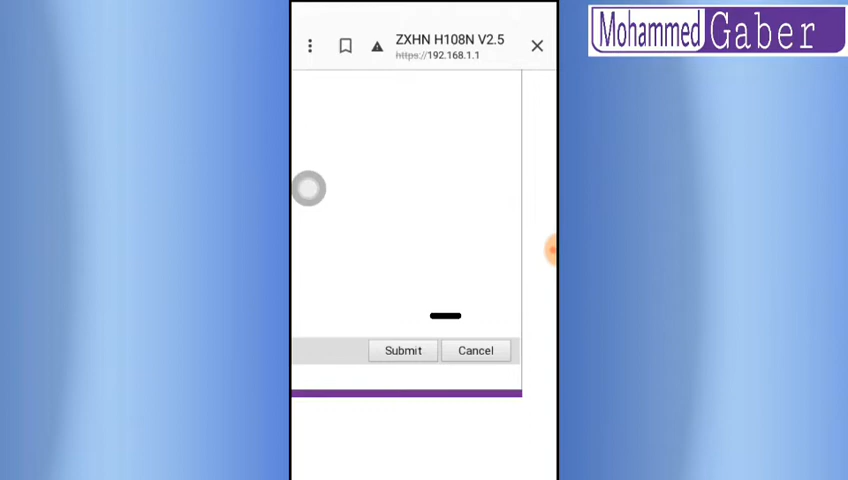 Mohammed Gaber
ZXHN H108N V2.5
https://192.168.1.1
Submit Cancel